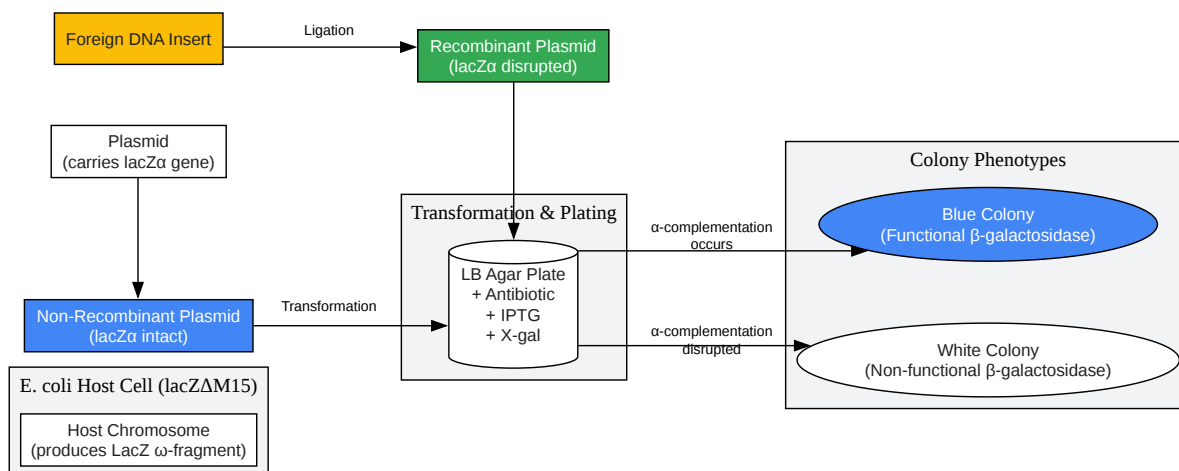 Foreign DNA Insert
Ligation
Recombinant Plasmid
(lacZα disrupted)
Plasmid
(carries lacZα gene)
Non-Recombinant Plasmid
(lacZα intact)
Transformation
E. coli Host Cell (lacZΔM15)
Host Chromosome
(produces LacZ ω-fragment)
Transformation & Plating
LB Agar Plate
+ Antibiotic
+ IPTG
+ X-gal
α-complementation
occurs
α-complementation
disrupted
Colony Phenotypes
Blue Colony
(Functional β-galactosidase)
White Colony
(Non-functional β-galactosidase)